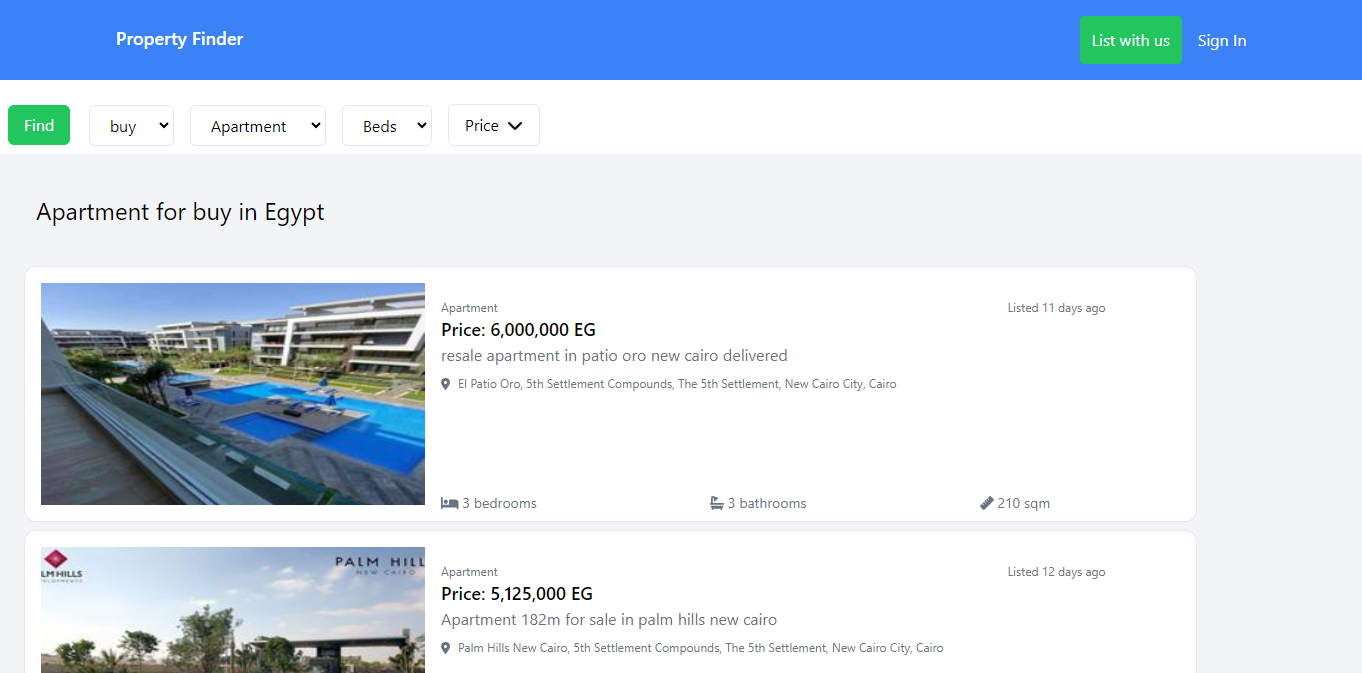 Property Finder
List with us
Sign In
Find
buy
Apartment
Beds
Price
Apartment for buy in Egypt
Apartment
Listed 11 days ago
Price: 6,000,000 EG
resale apartment in patio oro new cairo delivered
El Patio Oro, 5th Settlement Compounds, The 5th Settlement, New Cairo City, Cairo
3 bedrooms
3 bathrooms
210 sqm
LM HILLS
PALM HILL
NEW CAIRO
Apartment
Listed 12 days ago
Price: 5,125,000 EG
Apartment 182m for sale in palm hills new cairo
Palm Hills New Cairo, 5th Settlement Compounds, The 5th Settlement, New Cairo City, Cairo